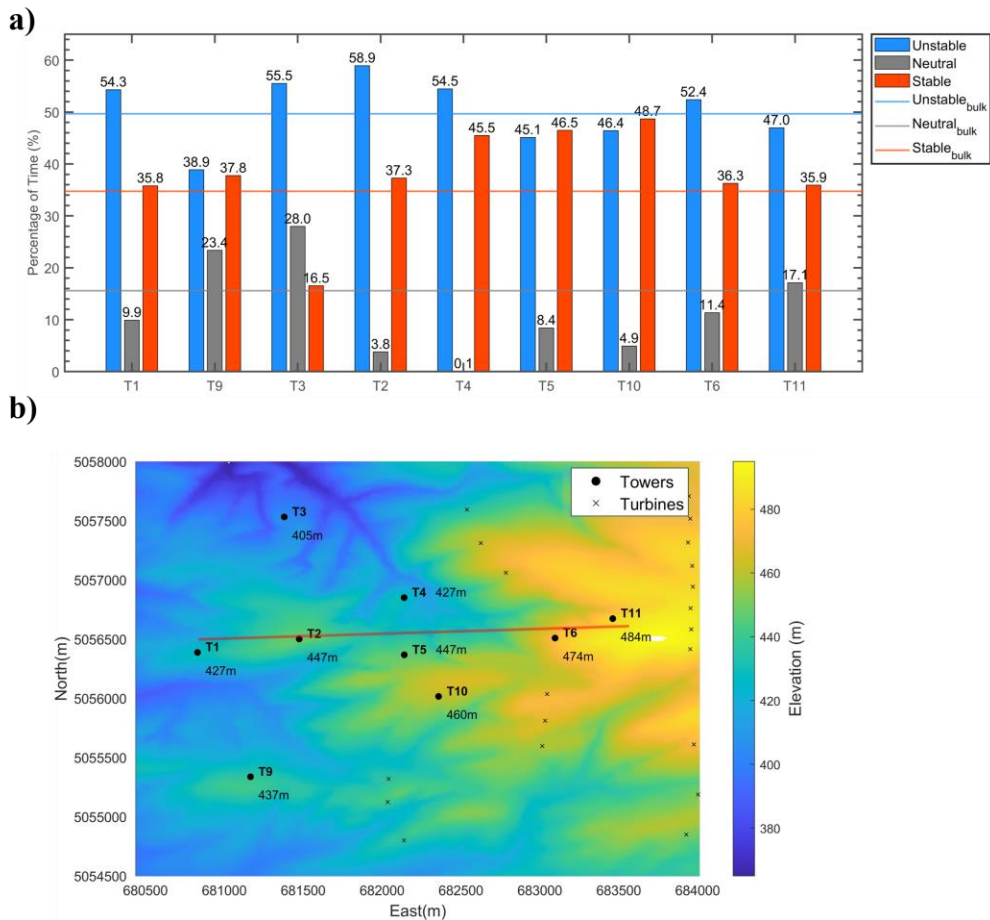 a)
Percentage of Time (%)
60
50
40
30
20
10
0
54.3
9.9
35.8
38.9
23.4
37.8
55.5
28.0
16.5
58.9
3.8
37.3
54.5
0.1
45.5
45.1
8.4
46.5
46.4
4.9
48.7
52.4
11.4
36.3
47.0
17.1
35.9
T1 T9 T3 T2 T4 T5 T10 T6 T11
Unstable
Neutral
Stable
Unstable_bulk
Neutral_bulk
Stable_bulk
b)
North(m)
5058000
5057500
5057000
5056500
5056000
5055500
5055000
5054500
Towers
Turbines
T3
405m
T4 427m
T11
484m
T2
447m
T6
474m
T1
427m
T5 447m
T10
460m
T9
437m
680500 681000 681500 682000 682500 683000 683500 684000
East(m)
480
460
440
420
400
380
Elevation (m)